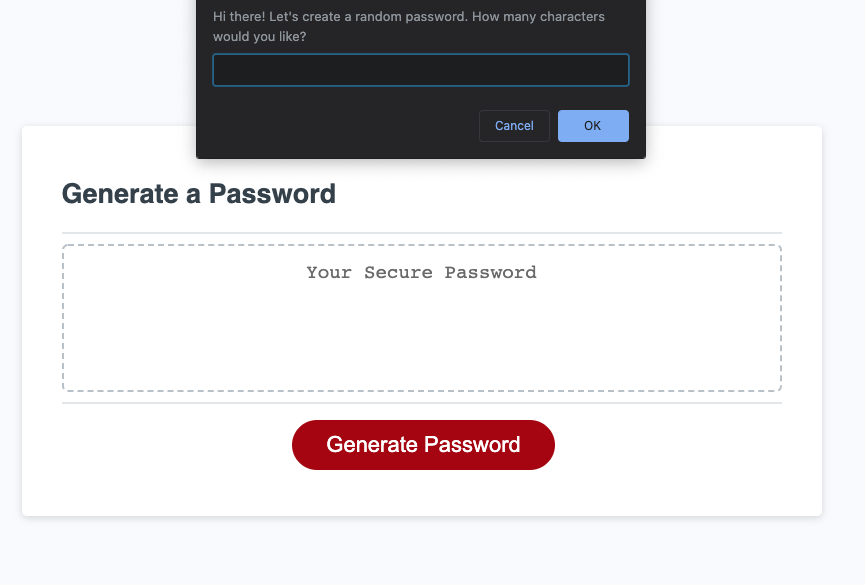 Hi there! Let's create a random password. How many characters
would you like?
Cancel
OK
Generate a Password
Your Secure Password
Generate Password